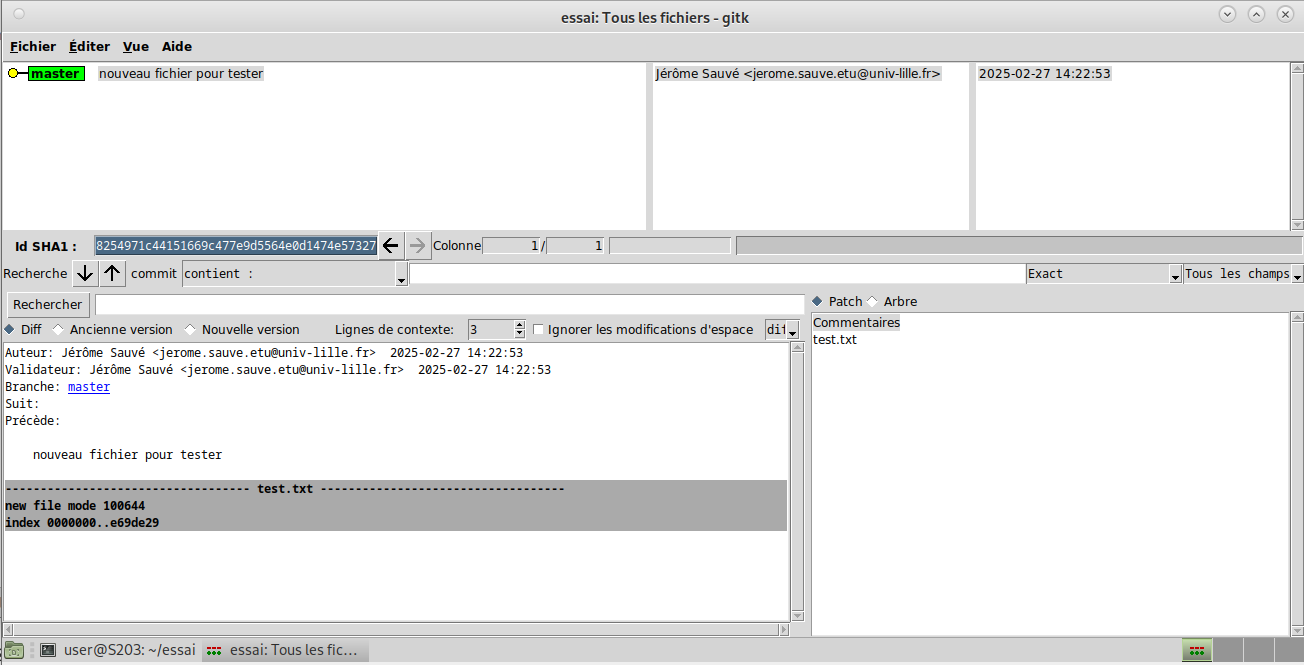 essai: Tous les fichiers - gitk
Fichier Éditer Vue Aide
master nouveau fichier pour tester Jérôme Sauvé <jerome.sauve.etu@univ-lille.fr> 2025-02-27 14:22:53
Id SHA1 : 8254971c44151669c477e9d5564e0d1474e57327 Colonne 1/ 1
Recherche commit contient : Exact Tous les champs
Rechercher
Patch Arbre
Diff Ancienne version Nouvelle version Lignes de contexte: 3 Ignorer les modifications d'espace dif
Commentaires
test.txt
Auteur: Jérôme Sauvé <jerome.sauve.etu@univ-lille.fr> 2025-02-27 14:22:53
Validateur: Jérôme Sauvé <jerome.sauve.etu@univ-lille.fr> 2025-02-27 14:22:53
Branche: master
Suit:
Précède:
nouveau fichier pour tester
----------------------------------- test.txt -----------------------------------
new file mode 100644
index 0000000..e69de29
user@S203: ~/essai essai: Tous les fic...